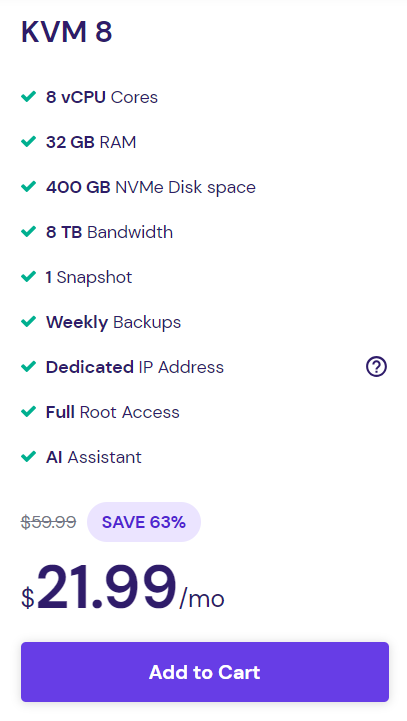 KVM 8
8 vCPU Cores
32 GB RAM
400 GB NVMe Disk space
8 TB Bandwidth
1 Snapshot
Weekly Backups
Dedicated IP Address ?
Full Root Access
AI Assistant
$59.99 SAVE 63%
$21.99/mo
Add to Cart